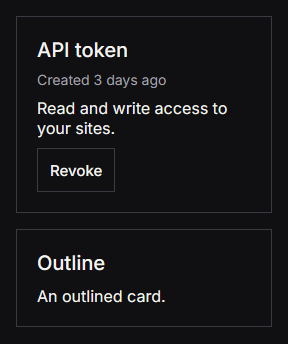 API token
Created 3 days ago
Read and write access to
your sites.
Revoke
Outline
An outlined card.